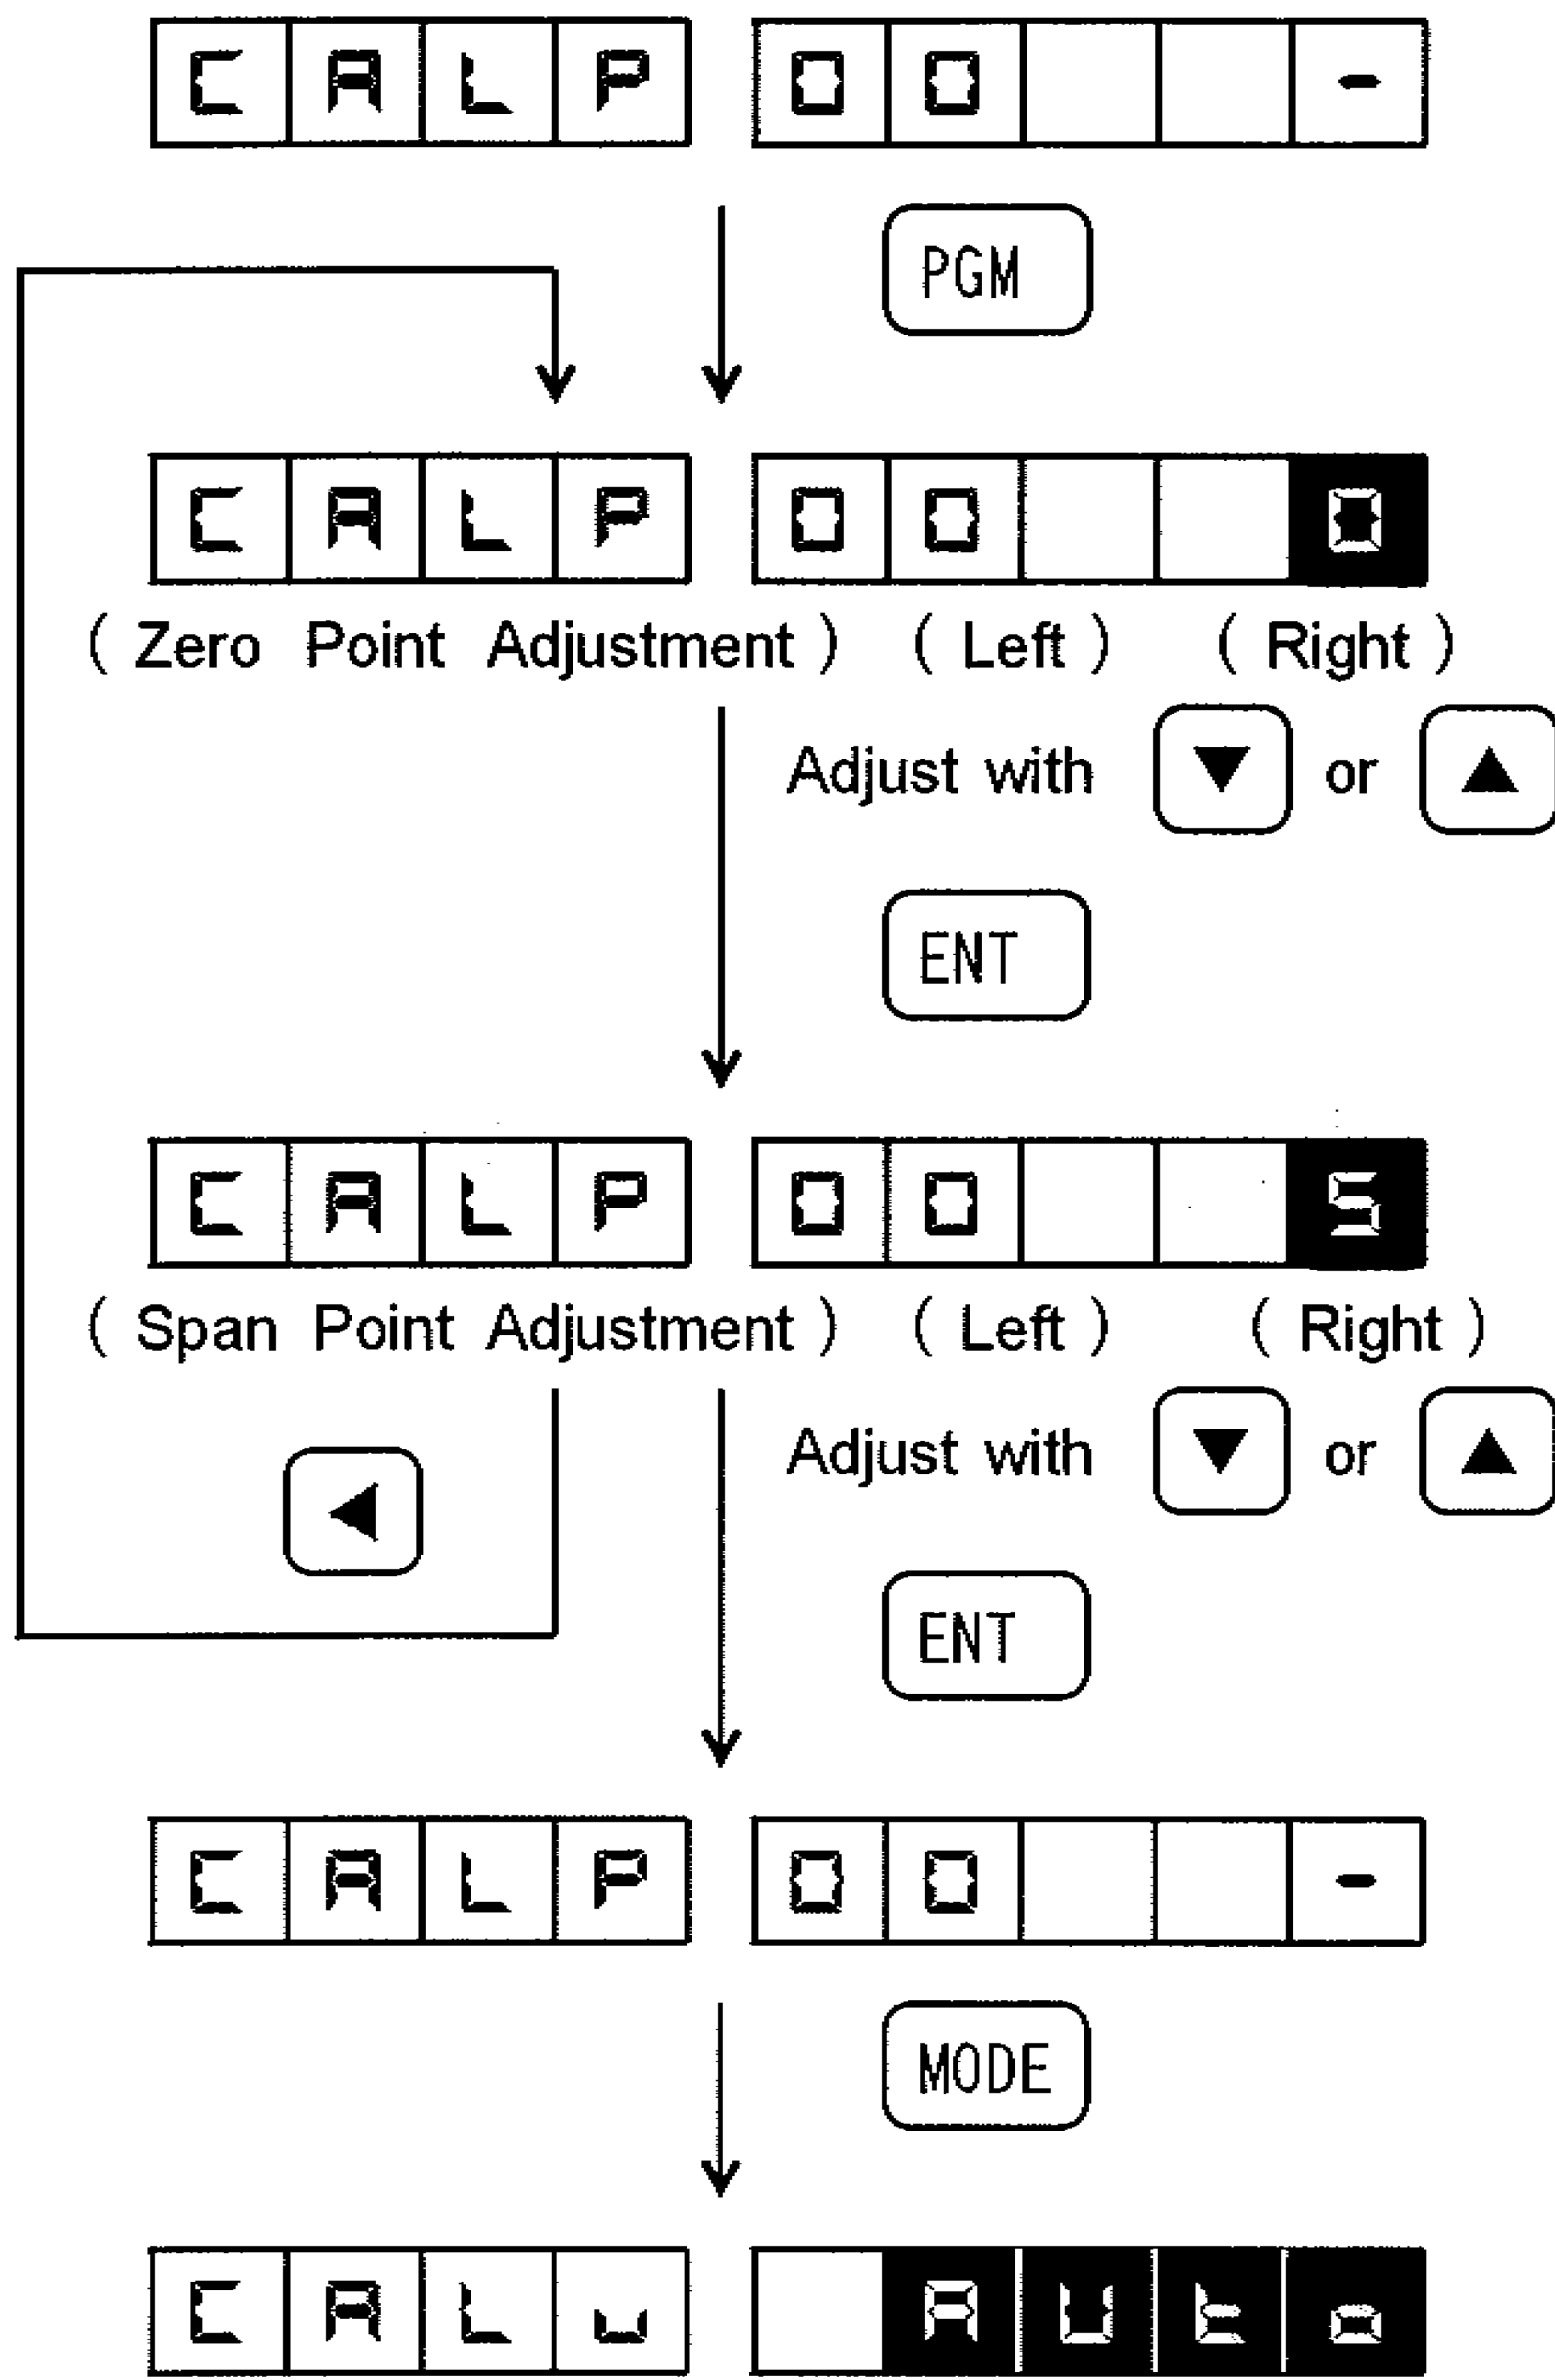 CALP 00 -
PGM
CALP 00 0
( Zero Point Adjustment ) ( Left ) ( Right )
Adjust with ▼ or ▲
ENT
CALP 00 5
( Span Point Adjustment ) ( Left ) ( Right )
Adjust with ▼ or ▲
◀
ENT
CALP 00 -
MODE
CALu AUto